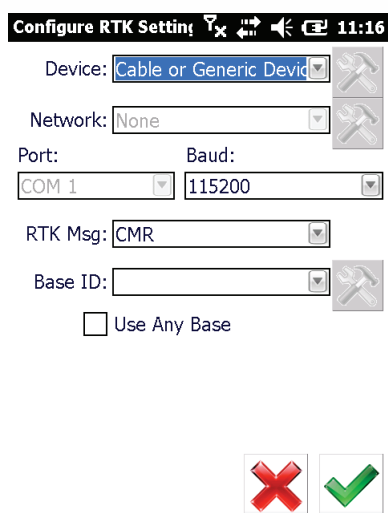 Configure RTK Setting 11:16
Device: Cable or Generic Devic
Network: None
Port: Baud:
COM 1 115200
RTK Msg: CMR
Base ID:
Use Any Base